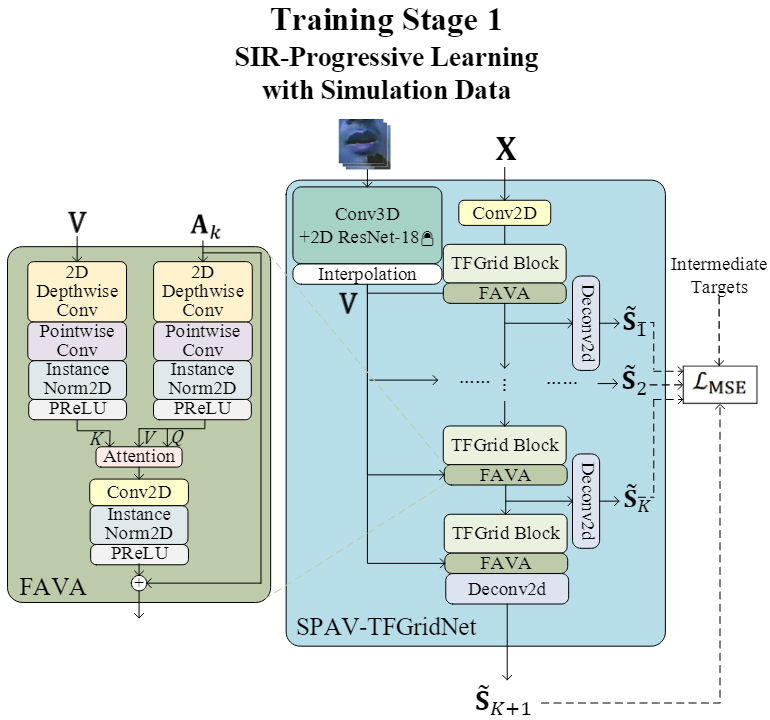 Training Stage 1
SIR-Progressive Learning
with Simulation Data
X
V
A_k
Conv3D
+2D ResNet-18
Interpolation
V
Conv2D
TFGrid Block
FAVA
Deconv2d
S̃_1
Intermediate
Targets
2D
Depthwise
Conv
Pointwise
Conv
Instance
Norm2D
PReLU
2D
Depthwise
Conv
Pointwise
Conv
Instance
Norm2D
PReLU
K
V
Q
Attention
Conv2D
Instance
Norm2D
PReLU
+
FAVA
...... ⋮ ......
S̃_2
ℒ_MSE
TFGrid Block
FAVA
Deconv2d
S̃_K
TFGrid Block
FAVA
Deconv2d
SPAV-TFGridNet
S̃_{K+1}